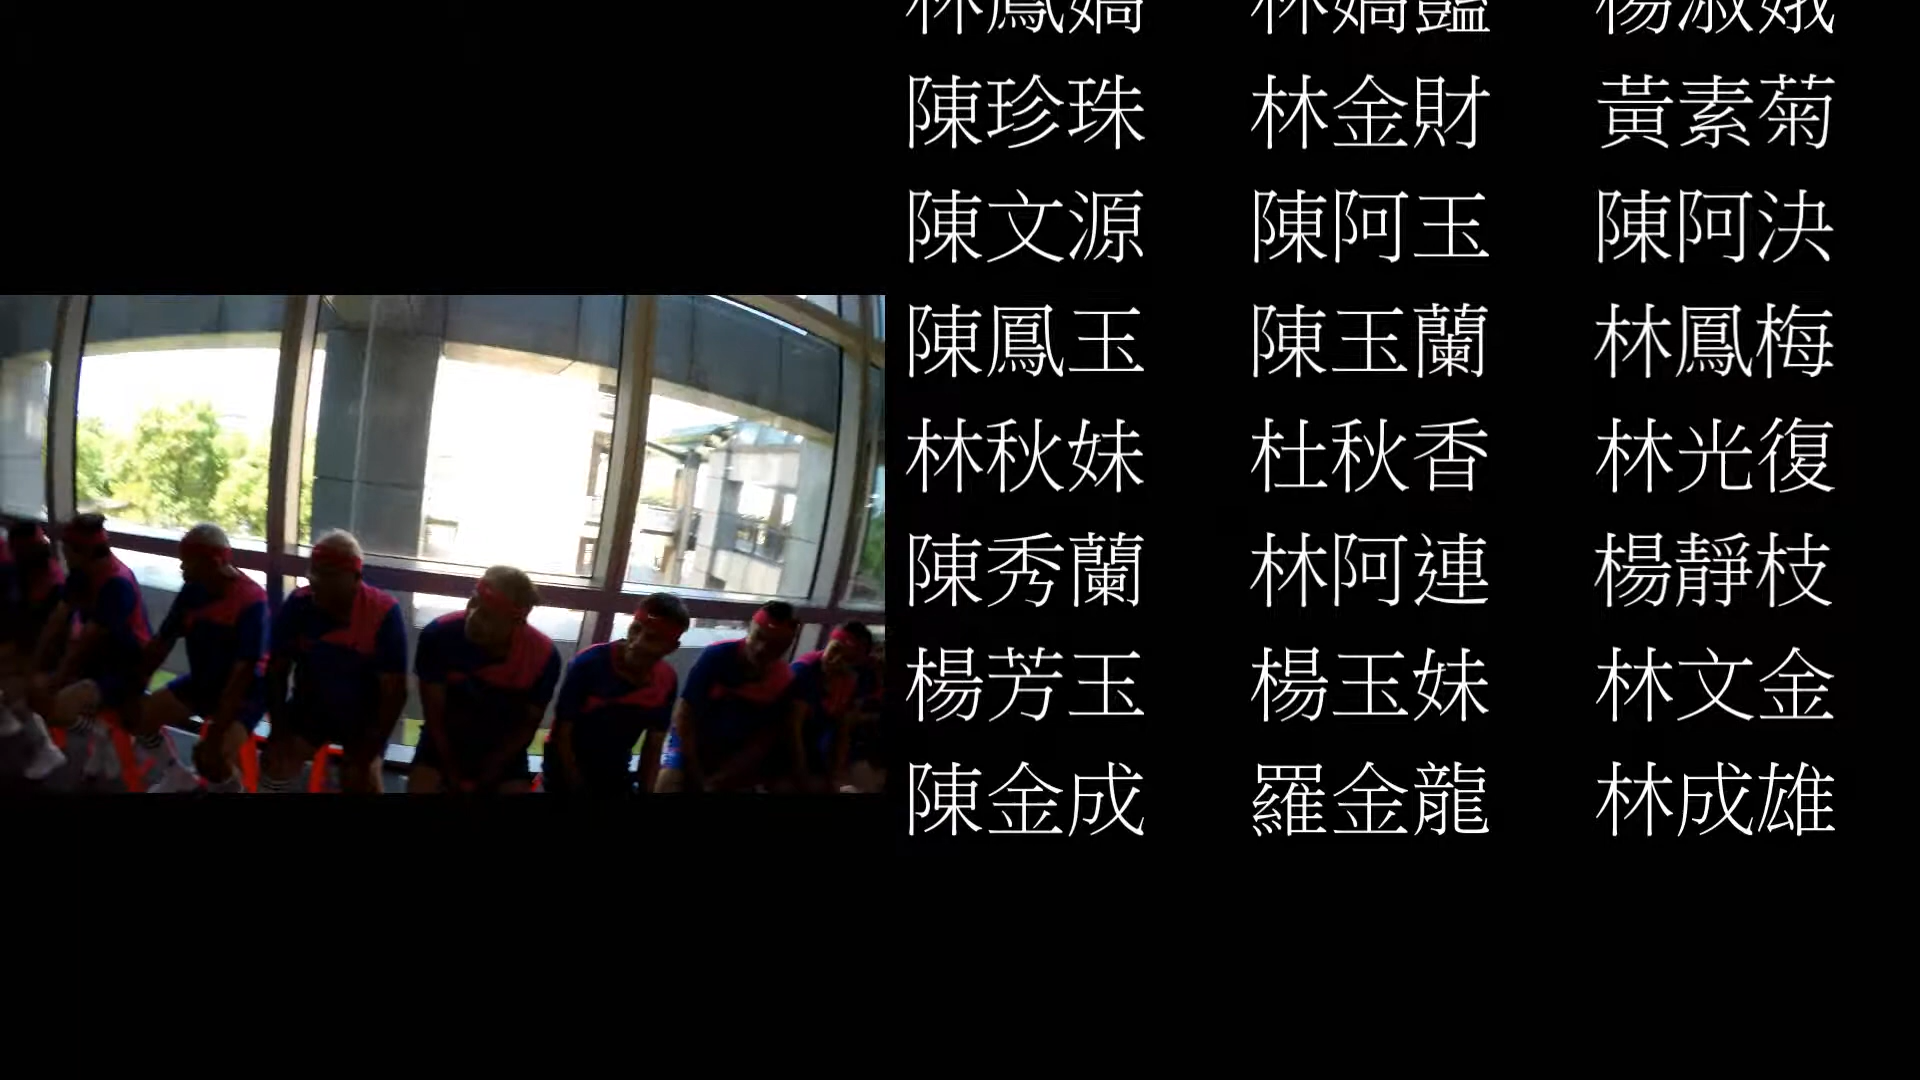 陳珍珠 林金財 黃素菊
陳文源 陳阿玉 陳阿決
陳鳳玉 陳玉蘭 林鳳梅
林秋妹 杜秋香 林光復
陳秀蘭 林阿連 楊靜枝
楊芳玉 楊玉妹 林文金
陳金成 羅金龍 林成雄